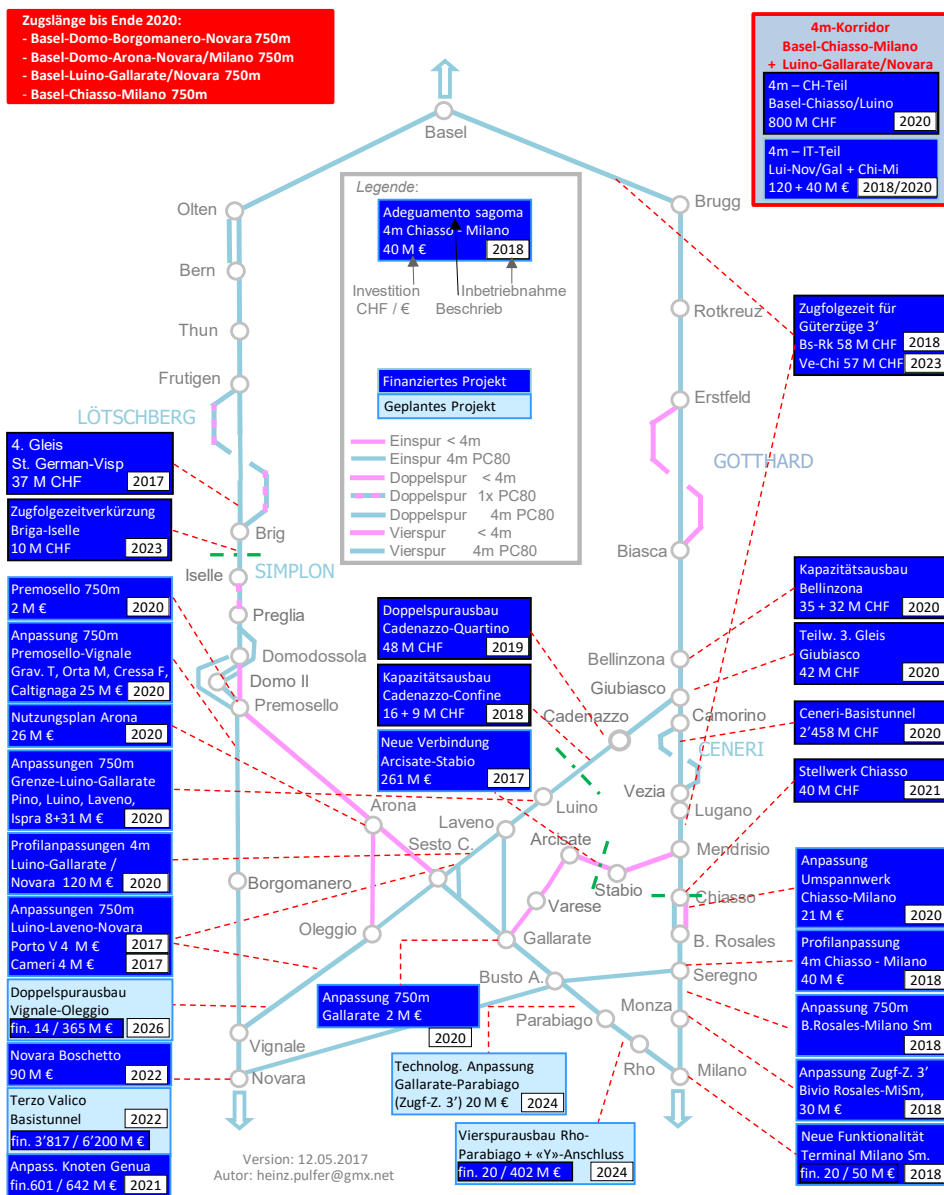 Zugslänge bis Ende 2020:
- Basel-Domo-Borgomanero-Novara 750m
- Basel-Domo-Arona-Novara/Milano 750m
- Basel-Luino-Gallarate/Novara 750m
- Basel-Chiasso-Milano 750m
4m-Korridor
Basel-Chiasso-Milano
+ Luino-Gallarate/Novara
4m – CH-Teil
Basel-Chiasso/Luino
800 M CHF 2020
4m – IT-Teil
Lui-Nov/Gal + Chi-Mi
120 + 40 M € 2018/2020
Basel
Olten
Bern
Thun
Frutigen
LÖTSCHBERG
Brig
Iselle
SIMPLON
Preglia
Domodossola
Domo II
Premosello
Arona
Sesto C.
Borgomanero
Oleggio
Vignale
Novara
Legende:
Adeguamento sagoma
4m Chiasso - Milano
40 M € 2018
Investition
CHF / €
Beschrieb
Inbetriebnahme
Finanziertes Projekt
Geplantes Projekt
Einspur < 4m
Einspur 4m PC80
Doppelspur < 4m
Doppelspur 1x PC80
Doppelspur 4m PC80
Vierspur < 4m
Vierspur 4m PC80
Brugg
Rotkreuz
Erstfeld
GOTTHARD
Biasca
Bellinzona
Giubiasco
Cadenazzo
Camorino
CENERI
Vezia
Lugano
Luino
Laveno
Arcisate
Mendrisio
Stabio
Varese
Chiasso
Gallarate
B. Rosales
Busto A.
Seregno
Parabiago
Monza
Rho
Milano
4. Gleis
St. German-Visp
37 M CHF 2017
Zugfolgezeitverkürzung
Briga-Iselle
10 M CHF 2023
Premosello 750m
2 M € 2020
Anpassung 750m
Premosello-Vignale
Grav. T, Orta M, Cressa F,
Caltignaga 25 M € 2020
Nutzungsplan Arona
26 M € 2020
Anpassungen 750m
Grenze-Luino-Gallarate
Pino, Luino, Laveno,
Ispra 8+31 M € 2020
Profilanpassungen 4m
Luino-Gallarate /
Novara 120 M € 2020
Anpassungen 750m
Luino-Laveno-Novara
Porto V 4 M € 2017
Cameri 4 M € 2017
Doppelspurausbau
Vignale-Oleggio
fin. 14 / 365 M € 2026
Novara Boschetto
90 M € 2022
Terzo Valico
Basistunnel 2022
fin. 3’817 / 6’200 M €
Anpass. Knoten Genua
fin.601 / 642 M € 2021
Doppelspurausbau
Cadenazzo-Quartino
48 M CHF 2019
Kapazitätsausbau
Cadenazzo-Confine
16 + 9 M CHF 2018
Neue Verbindung
Arcisate-Stabio
261 M € 2017
Anpassung 750m
Gallarate 2 M €
2020
Technolog. Anpassung
Gallarate-Parabiago
(Zugf-Z. 3’) 20 M € 2024
Vierspurausbau Rho-
Parabiago + «Y»-Anschluss
fin. 20 / 402 M € 2024
Zugfolgezeit für
Güterzüge 3‘
Bs-Rk 58 M CHF 2018
Ve-Chi 57 M CHF 2023
Kapazitätsausbau
Bellinzona
35 + 32 M CHF 2020
Teilw. 3. Gleis
Giubiasco
42 M CHF 2020
Ceneri-Basistunnel
2’458 M CHF 2020
Stellwerk Chiasso
40 M CHF 2021
Anpassung
Umspannwerk
Chiasso-Milano
21 M € 2020
Profilanpassung
4m Chiasso - Milano
40 M € 2018
Anpassung 750m
B.Rosales-Milano Sm
2018
Anpassung Zugf-Z. 3’
Bivio Rosales-MiSm,
30 M € 2018
Neue Funktionalität
Terminal Milano Sm.
fin. 20 / 50 M € 2018
Version: 12.05.2017
Autor: heinz.pulfer@gmx.net